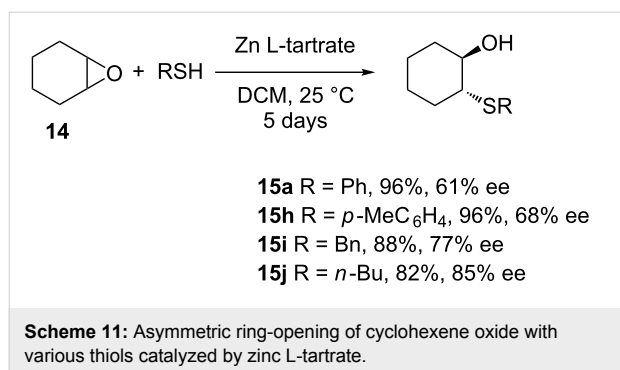 O + RSH
Zn L-tartrate
DCM, 25 °C
5 days
OH
SR
14
15a R = Ph, 96%, 61% ee
15h R = p-MeC6H4, 96%, 68% ee
15i R = Bn, 88%, 77% ee
15j R = n-Bu, 82%, 85% ee
Scheme 11: Asymmetric ring-opening of cyclohexene oxide with
various thiols catalyzed by zinc L-tartrate.